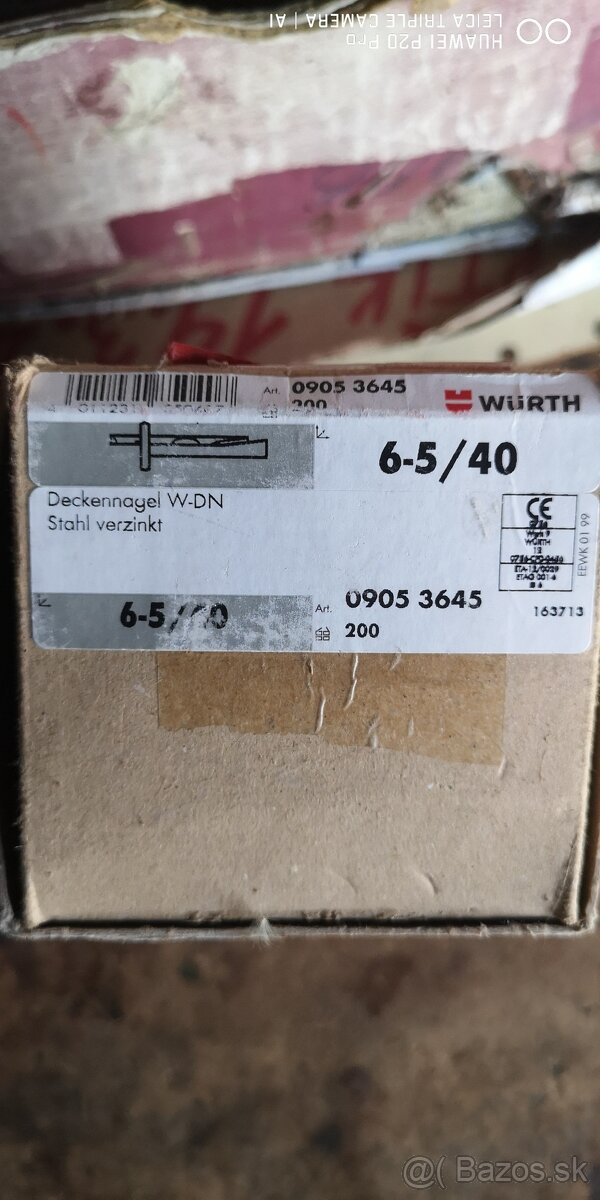 HUAWEI P20 Pro
LEICA TRIPLE CAMERA | AI
Art. 0905 3645
200
WÜRTH
6-5/40
Deckennagel W-DN
Stahl verzinkt
CE
WÜRTH
12
EEWK 01 99
6-5/
Art. 0905 3645
200
163713
@( Bazos.sk